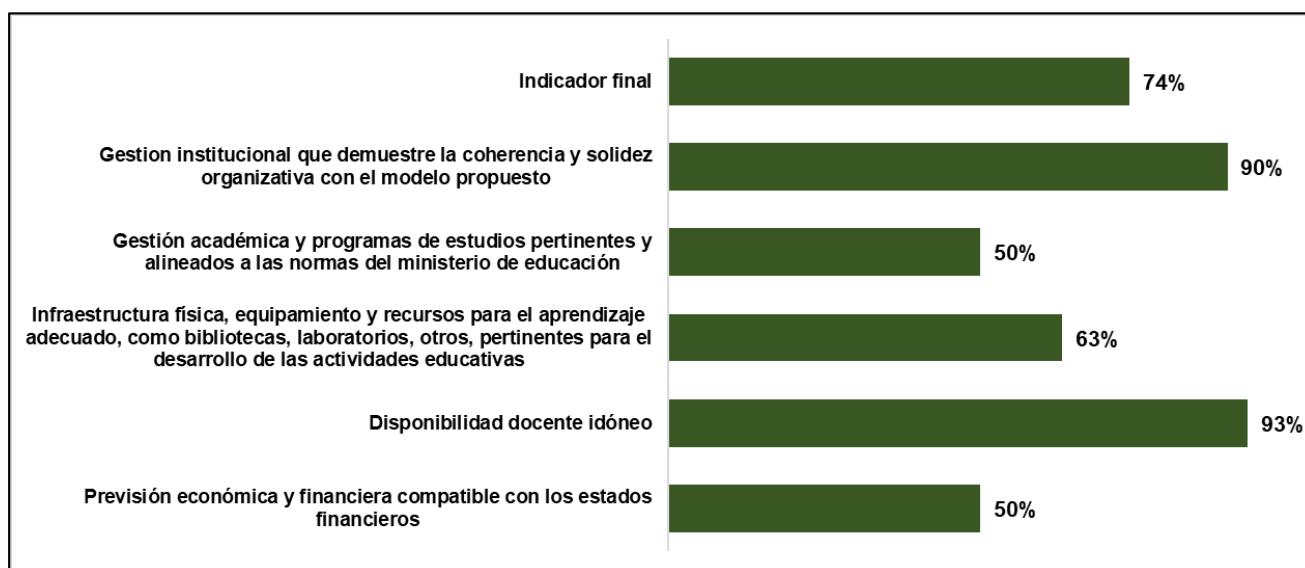 Indicador final
74%
Gestion institucional que demuestre la coherencia y solidez
organizativa con el modelo propuesto
90%
Gestión académica y programas de estudios pertinentes y
alineados a las normas del ministerio de educación
50%
Infraestructura física, equipamiento y recursos para el aprendizaje
adecuado, como bibliotecas, laboratorios, otros, pertinentes para el
desarrollo de las actividades educativas
63%
Disponibilidad docente idóneo
93%
Previsión económica y financiera compatible con los estados
financieros
50%